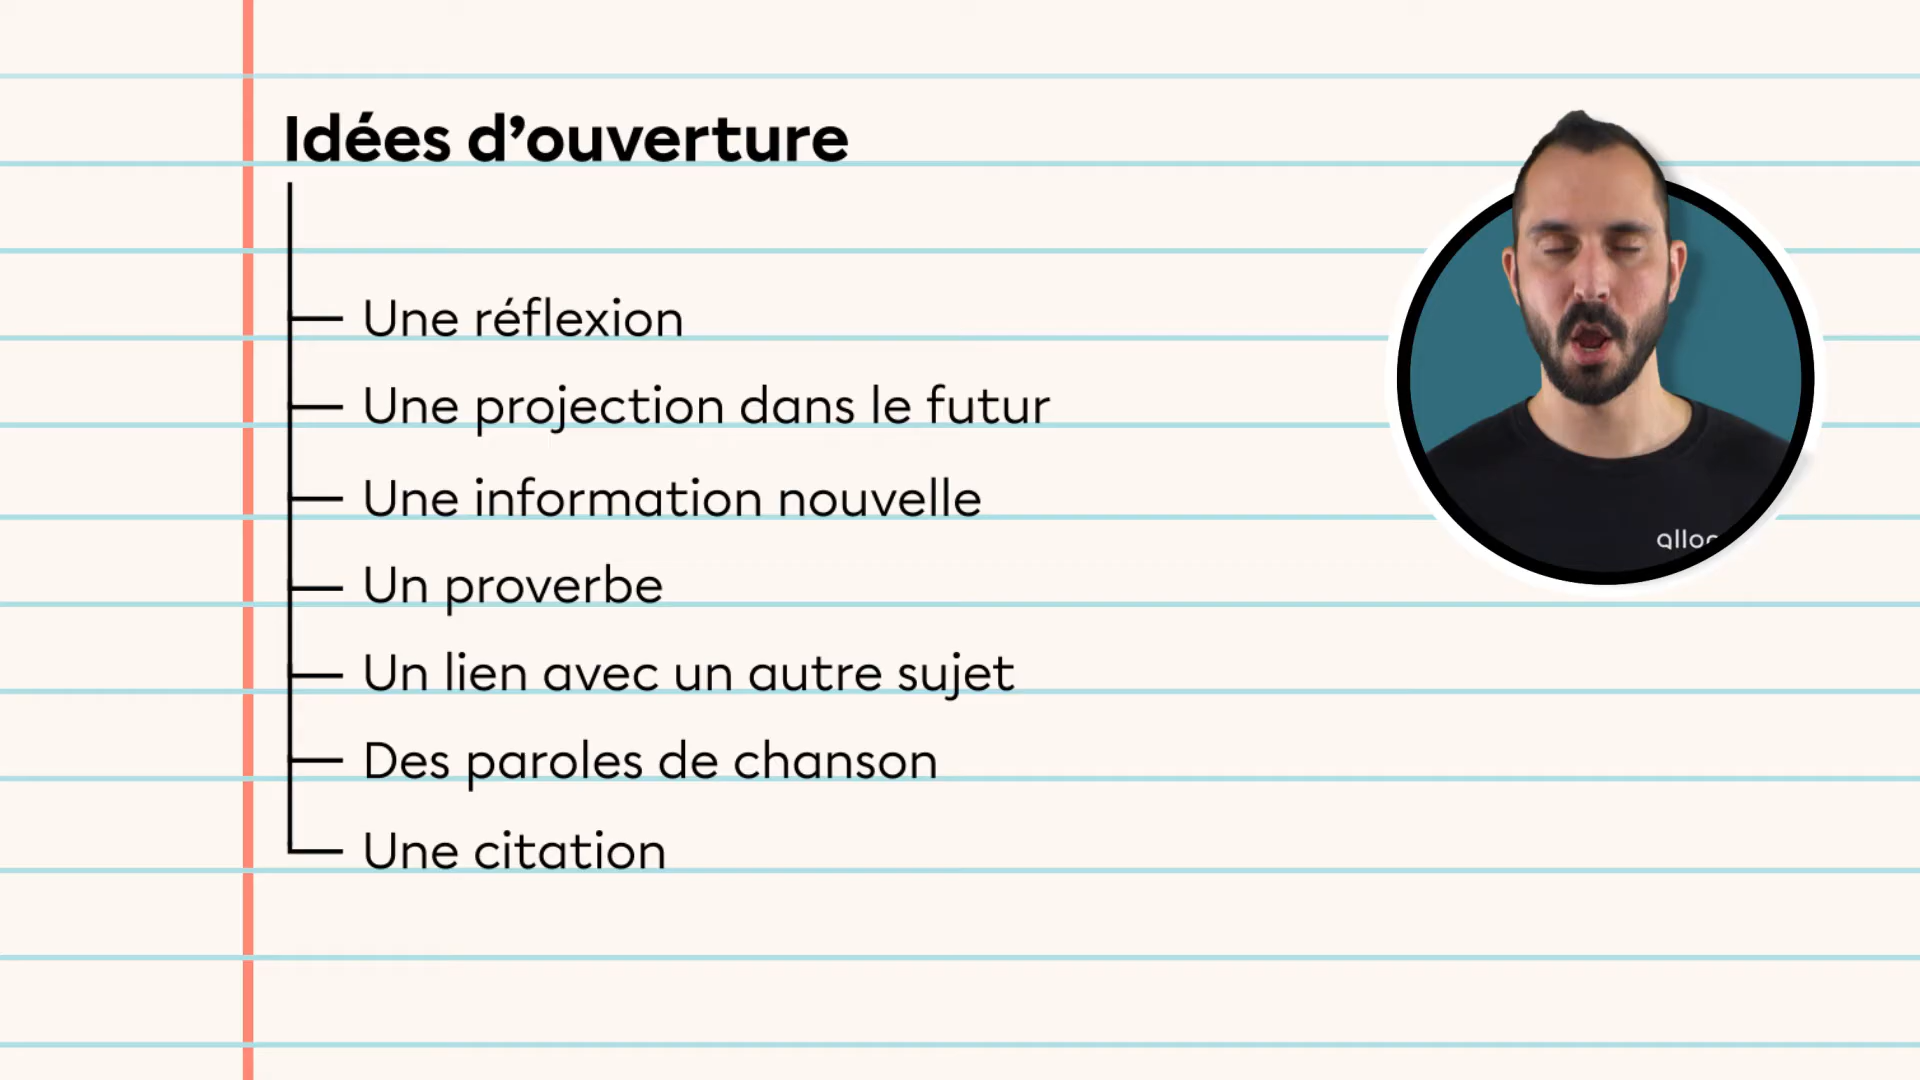 Idées d’ouverture
Une réflexion
Une projection dans le futur
Une information nouvelle
Un proverbe
Un lien avec un autre sujet
Des paroles de chanson
Une citation